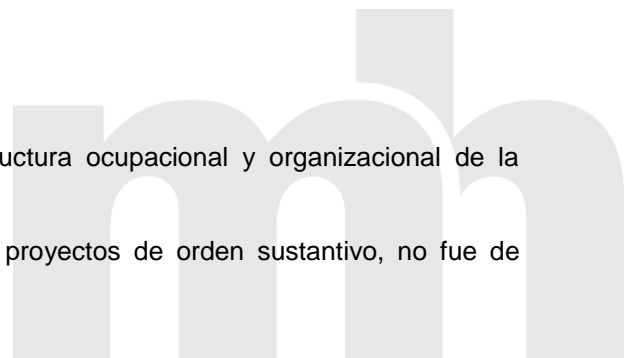 uctura ocupacional y organizacional de la
proyectos de orden sustantivo, no fue de